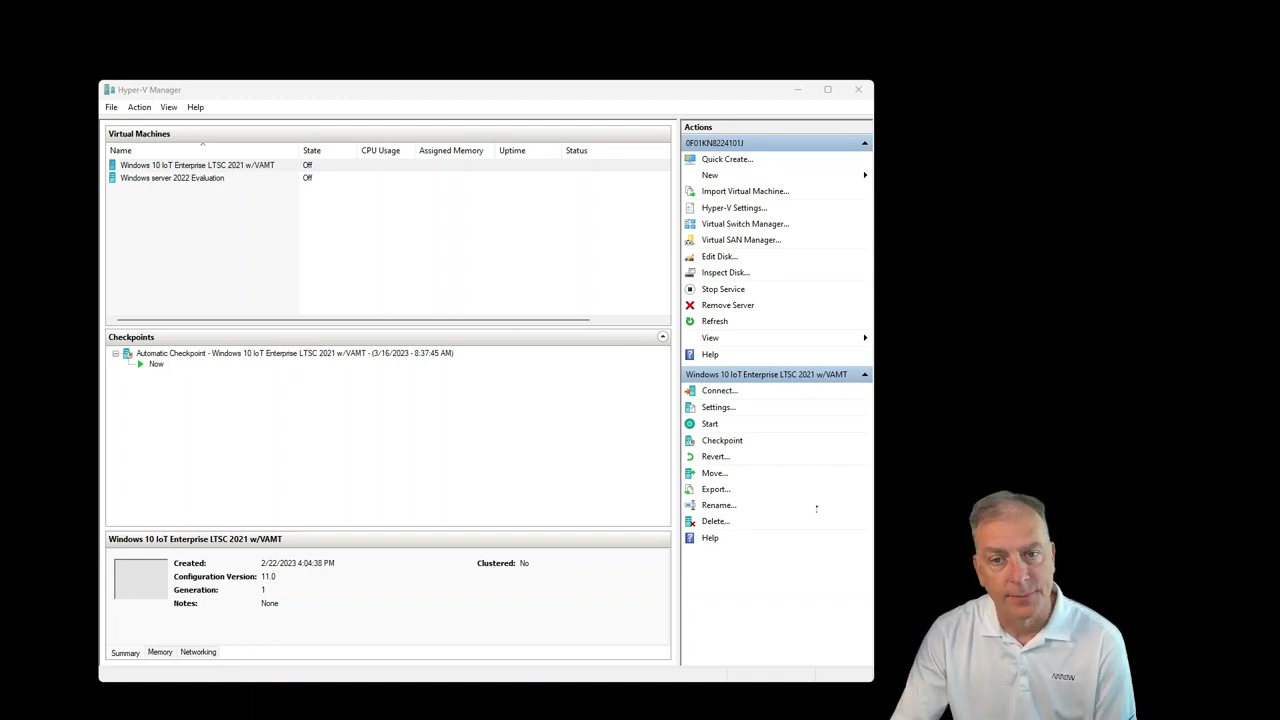 Hyper-V Manager
File Action View Help
Virtual Machines
Name State CPU Usage Assigned Memory Uptime Status
Windows 10 IoT Enterprise LTSC 2021 w/VAMT Off
Windows server 2022 Evaluation Off
Checkpoints
Automatic Checkpoint - Windows 10 IoT Enterprise LTSC 2021 w/VAMT - (3/16/2023 - 8:37:45 AM)
Now
Windows 10 IoT Enterprise LTSC 2021 w/VAMT
Created: 2/22/2023 4:04:38 PM Clustered: No
Configuration Version: 11.0
Generation: 1
Notes: None
Summary Memory Networking
Actions
0F01KN8224101J
Quick Create...
New
Import Virtual Machine...
Hyper-V Settings...
Virtual Switch Manager...
Virtual SAN Manager...
Edit Disk...
Inspect Disk...
Stop Service
Remove Server
Refresh
View
Help
Windows 10 IoT Enterprise LTSC 2021 w/VAMT
Connect...
Settings...
Start
Checkpoint
Revert...
Move...
Export...
Rename...
Delete...
Help
ARROW